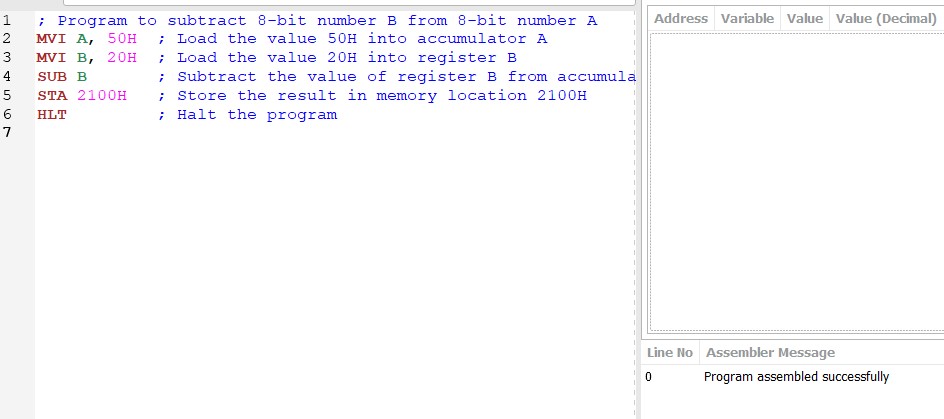 1 ; Program to subtract 8-bit number B from 8-bit number A
2 MVI A, 50H ; Load the value 50H into accumulator A
3 MVI B, 20H ; Load the value 20H into register B
4 SUB B ; Subtract the value of register B from accumula
5 STA 2100H ; Store the result in memory location 2100H
6 HLT ; Halt the program
7
Address Variable Value Value (Decimal)
Line No Assembler Message
0 Program assembled successfully